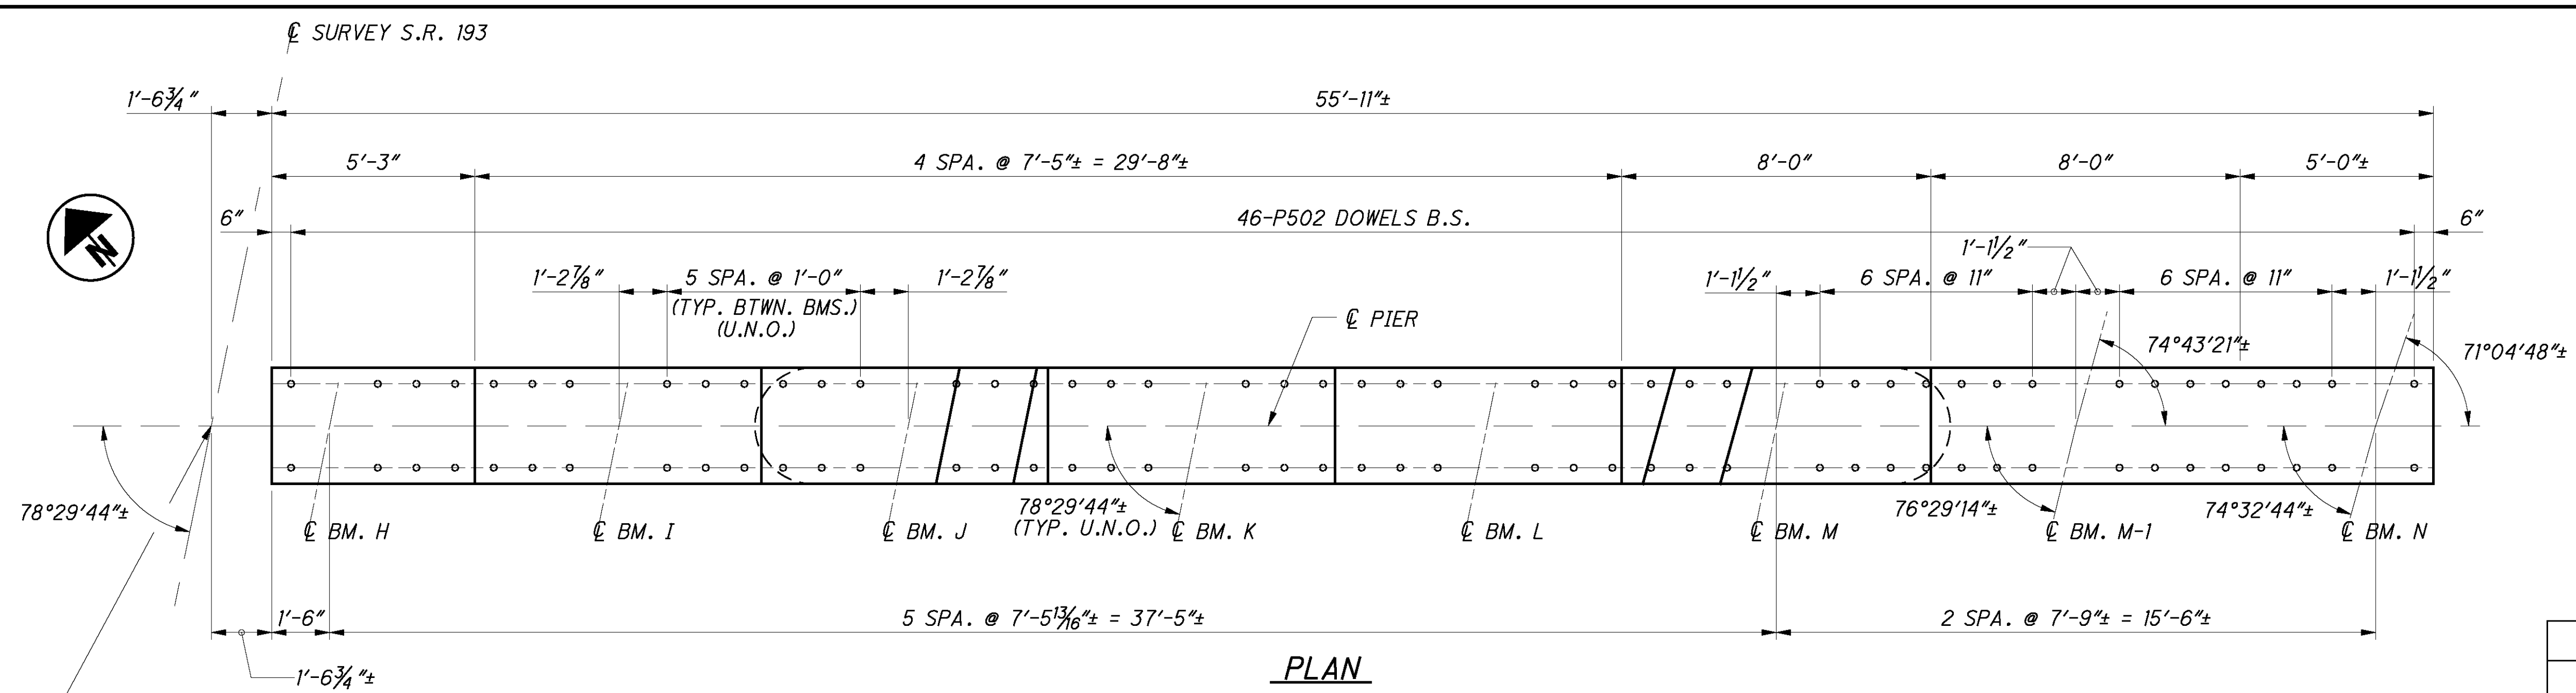 ℄ SURVEY S.R. 193
1'-6¾"
55'-11"±
5'-3"
4 SPA. @ 7'-5"± = 29'-8"±
8'-0"
8'-0"
5'-0"±
6"
46-P502 DOWELS B.S.
6"
1'-1½"
1'-2⅞"
5 SPA. @ 1'-0"
1'-2⅞"
(TYP. BTWN. BMS.)
(U.N.O.)
1'-1½"
6 SPA. @ 11"
6 SPA. @ 11"
1'-1½"
N
℄ PIER
74°43'21"±
71°04'48"±
78°29'44"±
78°29'44"±
(TYP. U.N.O.)
76°29'14"±
74°32'44"±
℄ BM. H
℄ BM. I
℄ BM. J
℄ BM. K
℄ BM. L
℄ BM. M
℄ BM. M-1
℄ BM. N
1'-6"
5 SPA. @ 7'-5 13/16"± = 37'-5"±
2 SPA. @ 7'-9"± = 15'-6"±
1'-6¾"±
PLAN